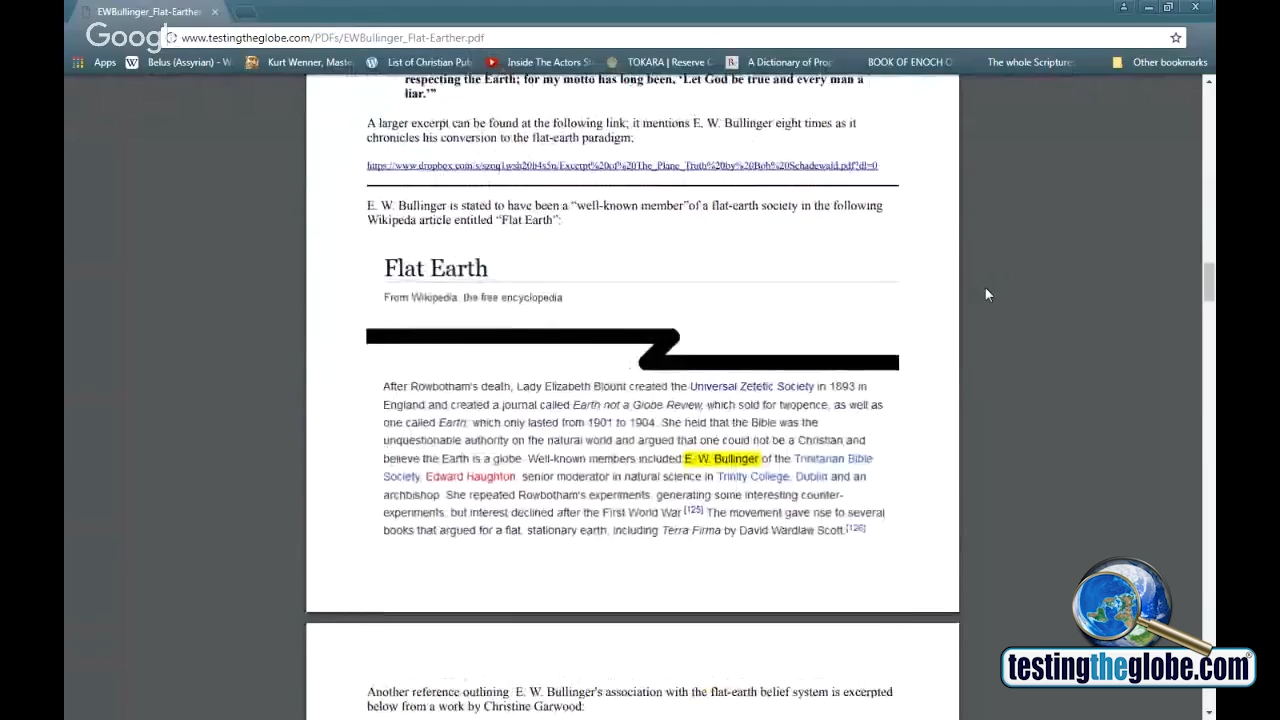 EWBullinger_Flat-Earther
Google
www.testingtheglobe.com/PDFs/EWBullinger_Flat-Earther.pdf
Apps
Belus (Assyrian) - W
Kurt Wenner, Maste
List of Christian Pub
Inside The Actors S
TOKARA | Reserve C
A Dictionary of Prop
BOOK OF ENOCH O
The whole Scripture
Other bookmarks
respecting the Earth; for my motto has long been, 'Let God be true and every man a
liar.'"
A larger excerpt can be found at the following link; it mentions E. W. Bullinger eight times as it
chronicles his conversion to the flat-earth paradigm;
E. W. Bullinger is stated to have been a "well-known member"of a flat-earth society in the following
Wikipeda article entitled "Flat Earth":
Flat Earth
From Wikipedia, the free encyclopedia
After Rowbotham's death, Lady Elizabeth Blount created the Universal Zetetic Society in 1893 in
England and created a journal called Earth not a Globe Review, which sold for twopence, as well as
one called Earth, which only lasted from 1901 to 1904. She held that the Bible was the
unquestionable authority on the natural world and argued that one could not be a Christian and
believe the Earth is a globe. Well-known members included E. W. Bullinger of the Trinitarian Bible
Society, Edward Haughton, senior moderator in natural science in Trinity College, Dublin and an
archbishop. She repeated Rowbotham's experiments, generating some interesting counter-
experiments, but interest declined after the First World War.[125] The movement gave rise to several
books that argued for a flat, stationary earth, including Terra Firma by David Wardlaw Scott.[126]
Another reference outlining E. W. Bullinger's association with the flat-earth belief system is excerpted
below from a work by Christine Garwood:
testingtheglobe.com